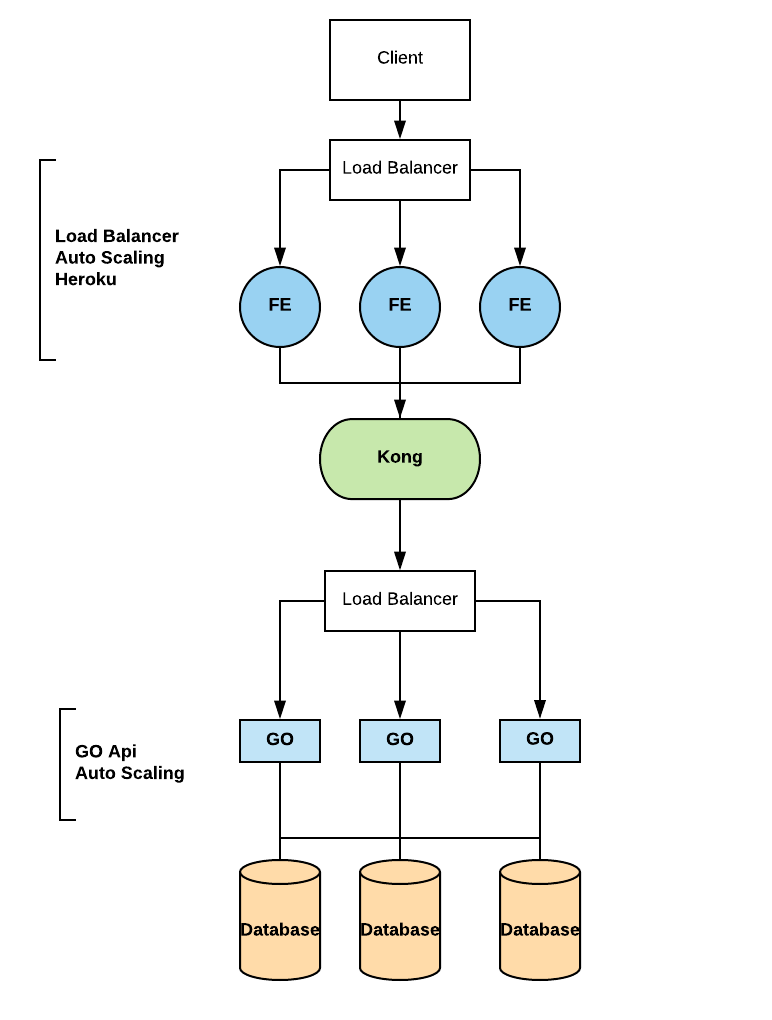 Client
Load Balancer
Load Balancer
Auto Scaling
Heroku
FE
FE
FE
Kong
Load Balancer
GO
GO
GO
GO Api
Auto Scaling
Database
Database
Database